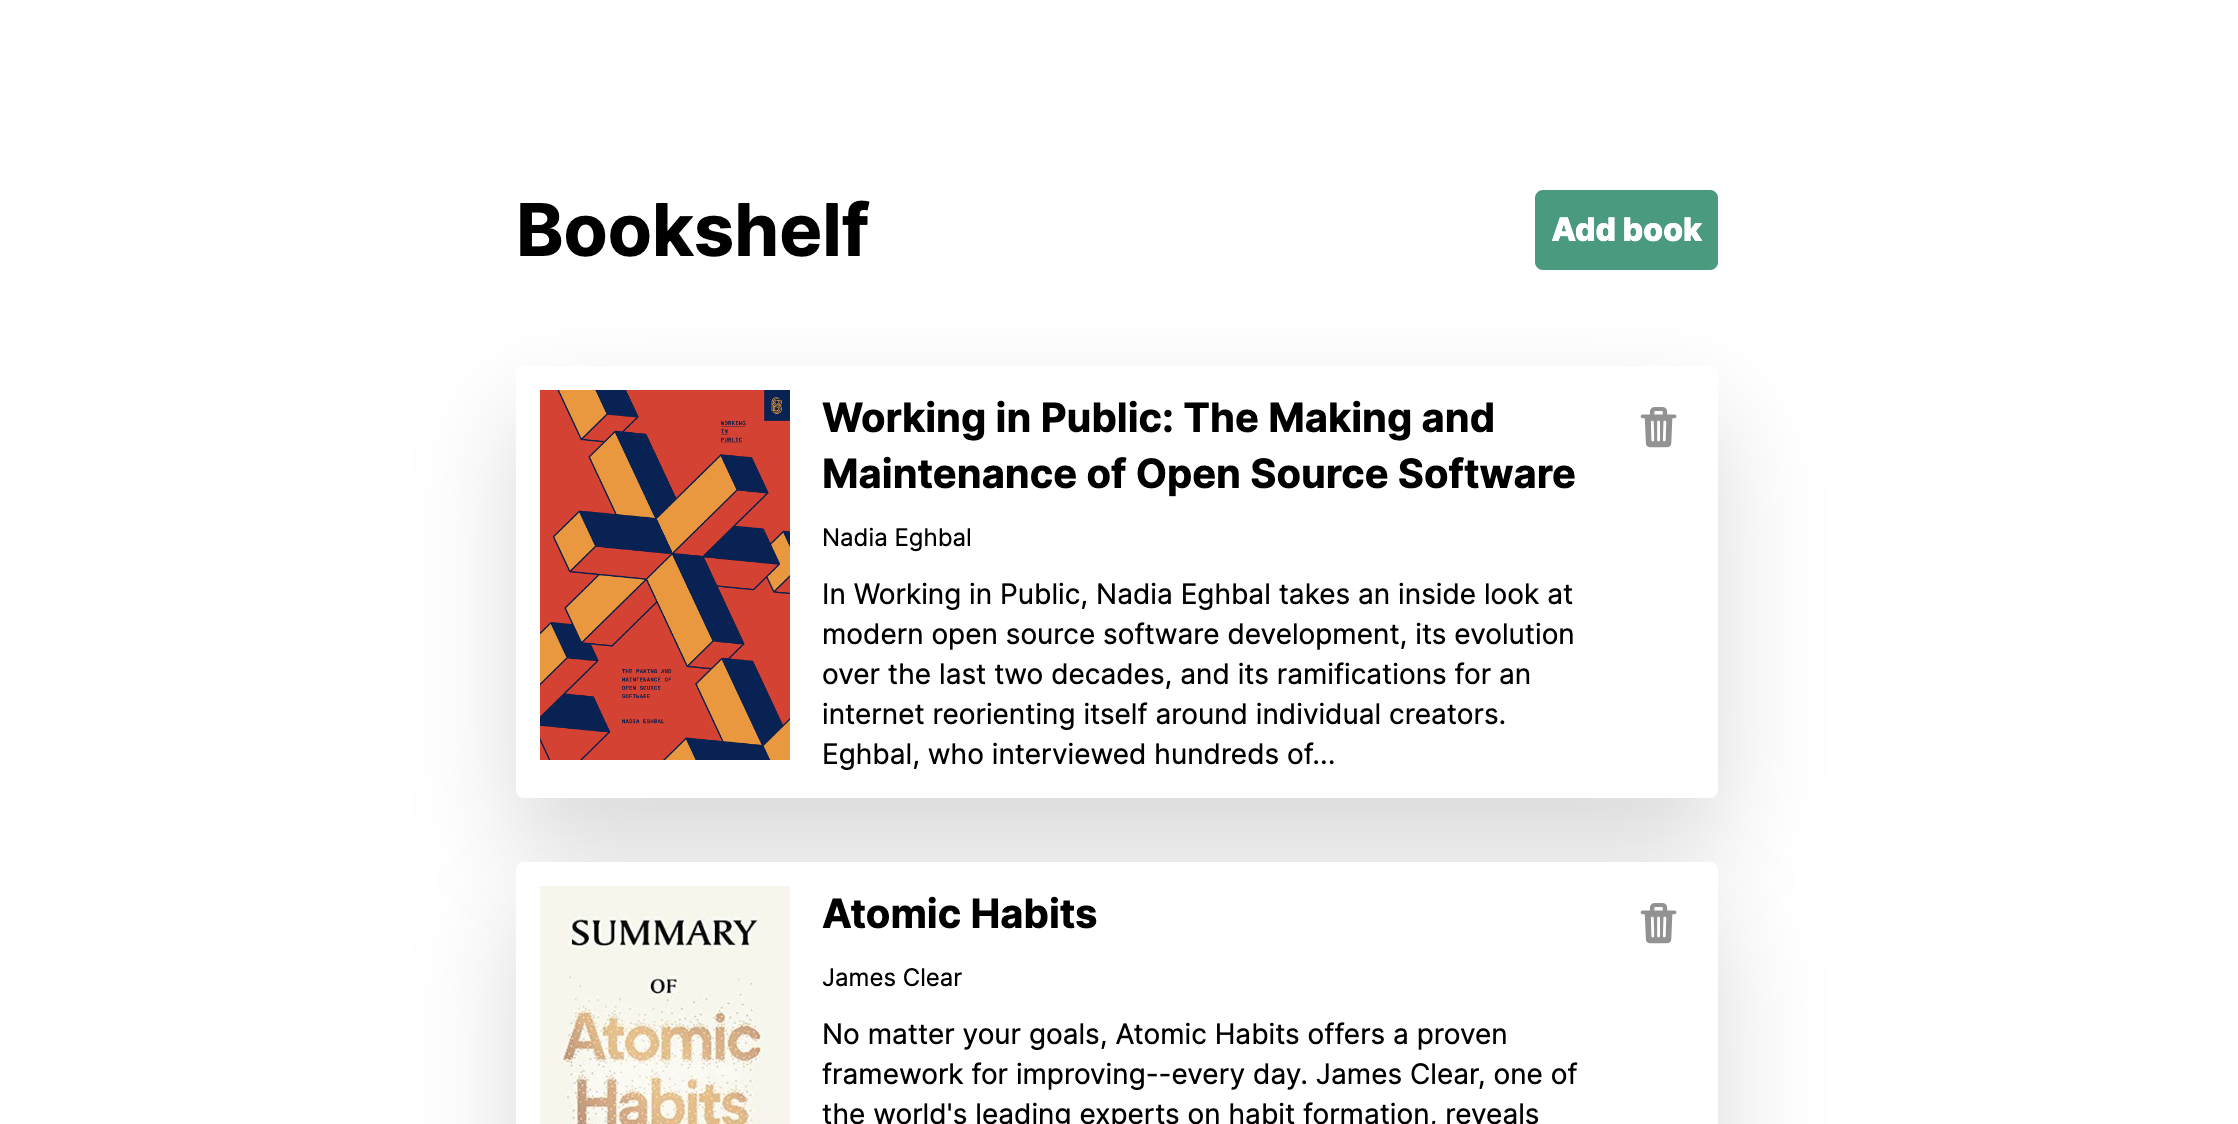 Bookshelf
Add book
WORKING
IN
PUBLIC
THE MAKING AND
MAINTENANCE OF
OPEN SOURCE
SOFTWARE
NADIA EGHBAL
Working in Public: The Making and
Maintenance of Open Source Software
Nadia Eghbal
In Working in Public, Nadia Eghbal takes an inside look at
modern open source software development, its evolution
over the last two decades, and its ramifications for an
internet reorienting itself around individual creators.
Eghbal, who interviewed hundreds of...
SUMMARY
OF
Atomic
Habits
Atomic Habits
James Clear
No matter your goals, Atomic Habits offers a proven
framework for improving--every day. James Clear, one of
the world's leading experts on habit formation, reveals